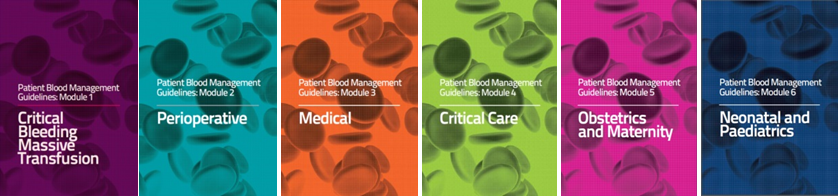 Patient Blood Management
Guidelines: Module 1
Critical
Bleeding
Massive
Transfusion
Patient Blood Management
Guidelines: Module 2
Perioperative
Patient Blood Management
Guidelines: Module 3
Medical
Patient Blood Management
Guidelines: Module 4
Critical Care
Patient Blood Management
Guidelines: Module 5
Obstetrics
and Maternity
Patient Blood Management
Guidelines: Module 6
Neonatal and
Paediatrics